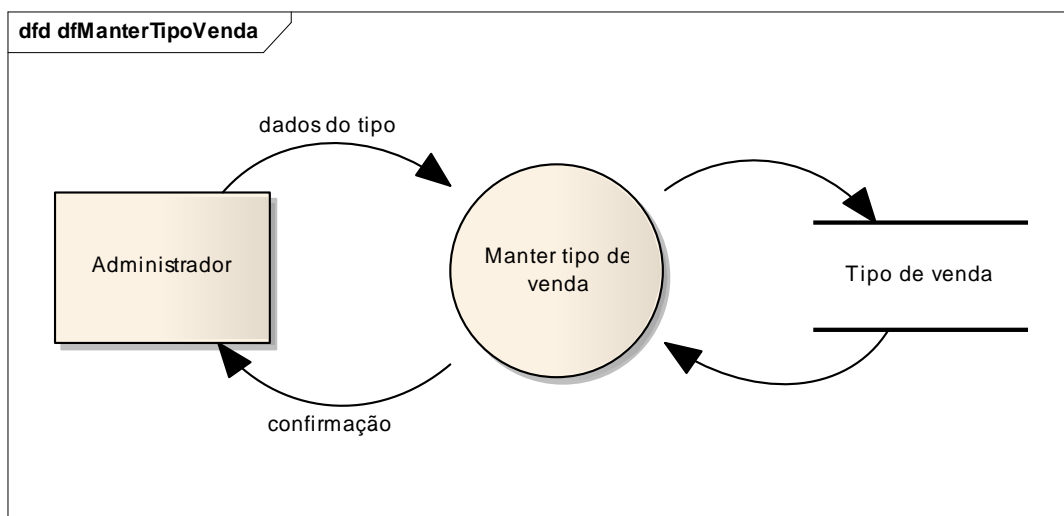 dfd dfManterTipoVenda
dados do tipo
Administrador
Manter tipo de
venda
Tipo de venda
confirmação